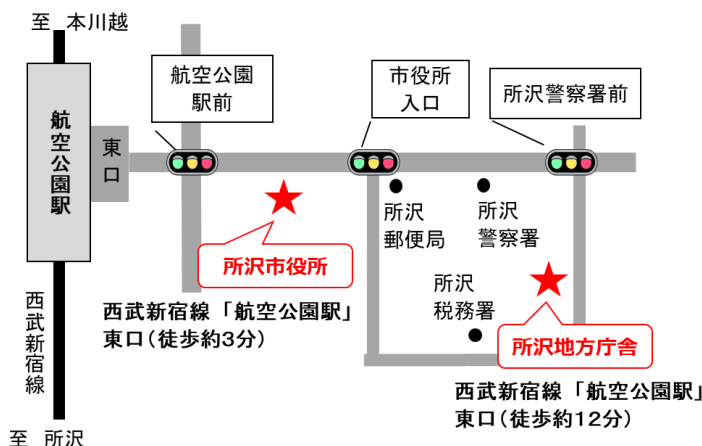 至 本川越
航空公園駅
東口
航空公園
駅前
市役所
入口
所沢警察署前
所沢
郵便局
所沢
警察署
所沢市役所
所沢
税務署
西武新宿線「航空公園駅」
東口(徒歩約3分)
所沢地方庁舎
西武新宿線「航空公園駅」
東口(徒歩約12分)
西武新宿線
至 所沢